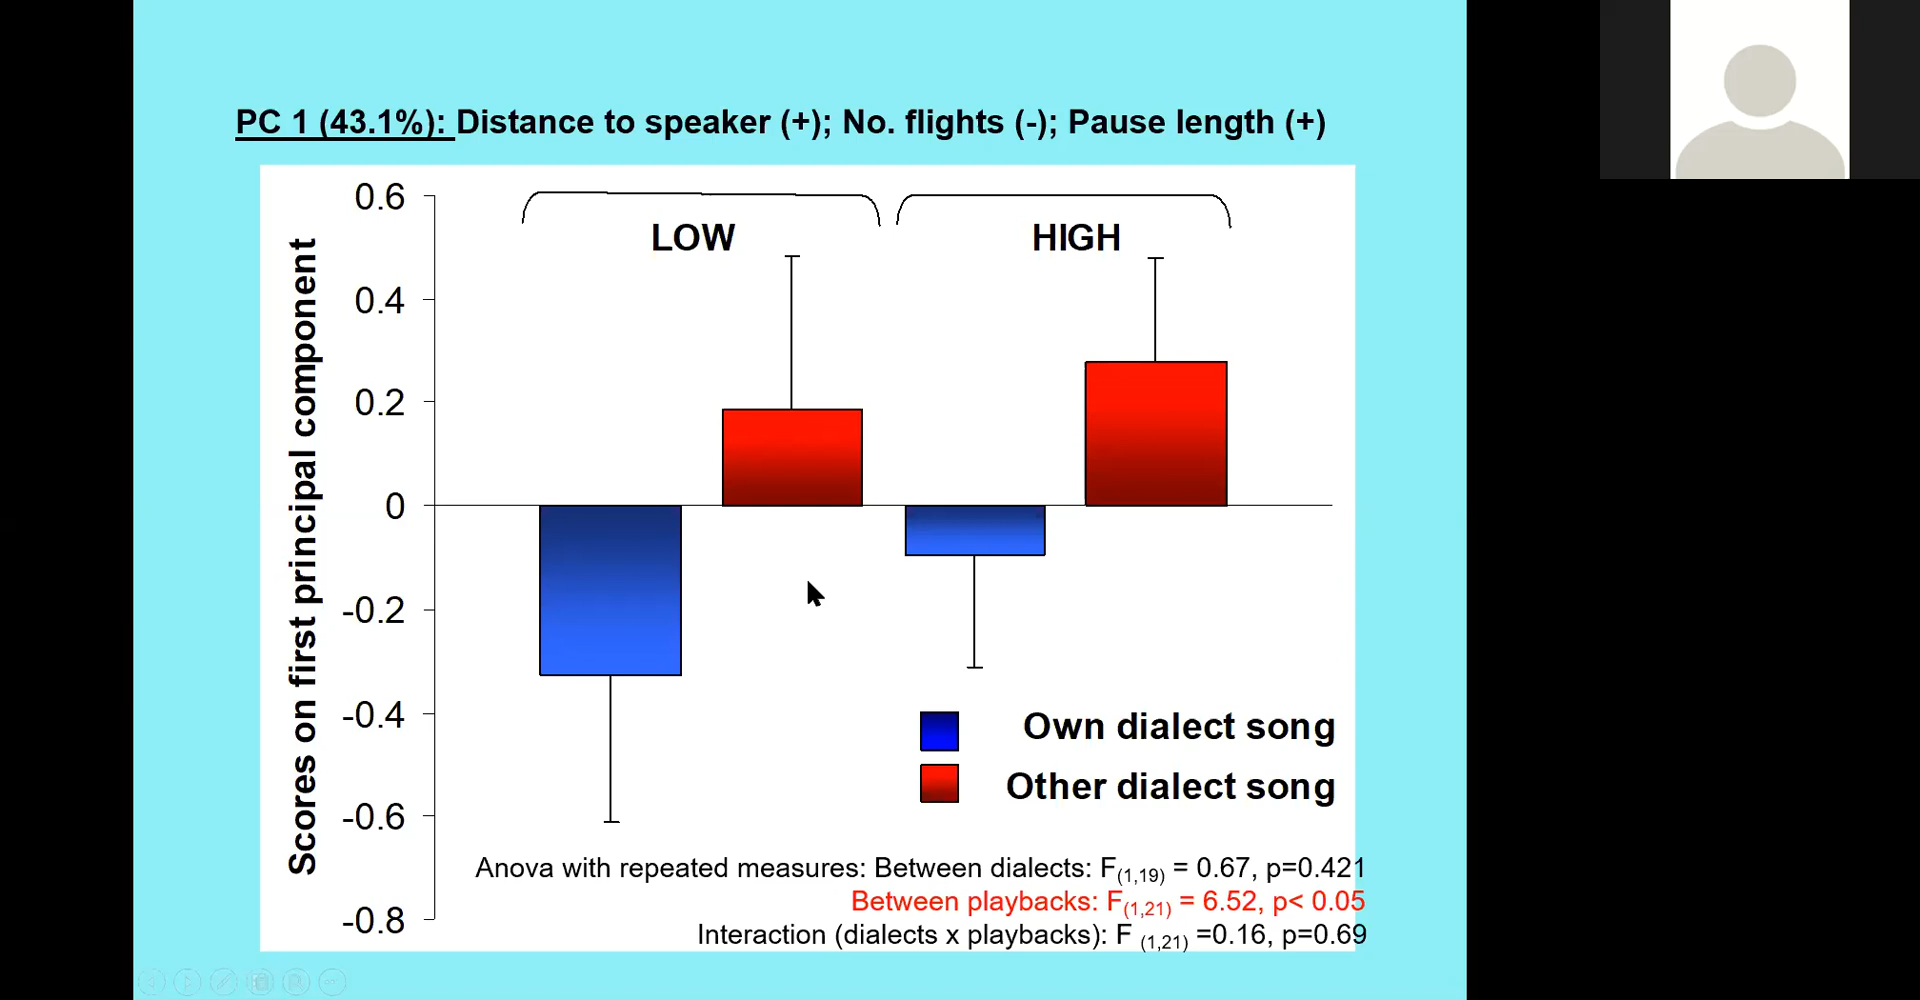 PC 1 (43.1%): Distance to speaker (+); No. flights (-); Pause length (+)
Scores on first principal component
0.6
0.4
0.2
0
-0.2
-0.4
-0.6
-0.8
LOW
HIGH
Own dialect song
Other dialect song
Anova with repeated measures: Between dialects: F(1,19) = 0.67, p=0.421
Between playbacks: F(1,21) = 6.52, p< 0.05
Interaction (dialects x playbacks): F (1,21) =0.16, p=0.69